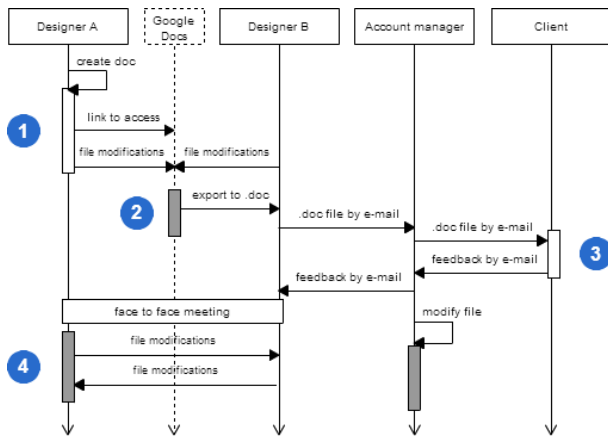 Designer A
Google
Docs
Designer B
Account manager
Client
create doc
1
link to access
file modifications
file modifications
2
export to .doc
.doc file by e-mail
.doc file by e-mail
3
feedback by e-mail
feedback by e-mail
face to face meeting
modify file
4
file modifications
file modifications